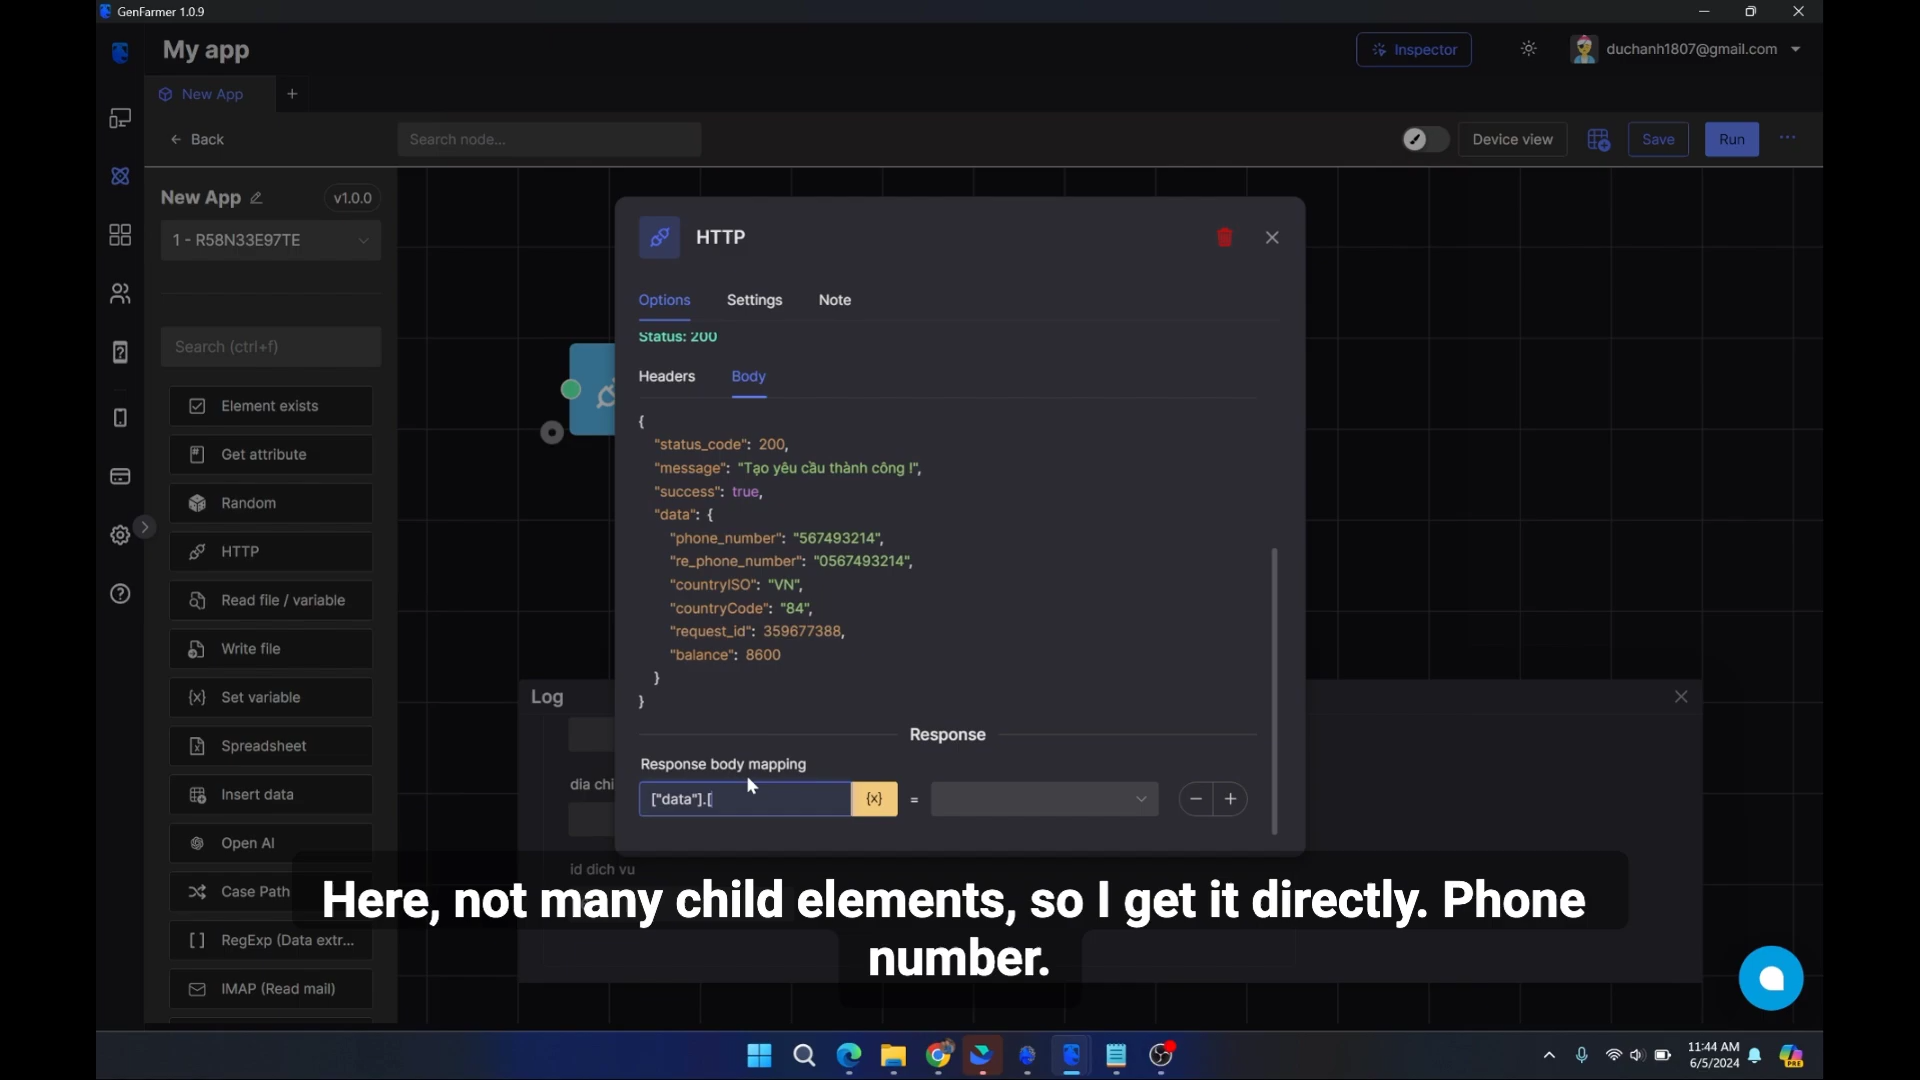 GenFarmer 1.0.9
My app
Inspector
duchanh1807@gmail.com
New App
+
Back
Search node...
Device view
Save
Run
New App
v1.0.0
1 - R58N33E97TE
Search (ctrl+f)
Element exists
Get attribute
Random
HTTP
Read file / variable
Write file
{x} Set variable
Spreadsheet
Insert data
Open AI
Case Path
[ ] RegExp (Data extr...
IMAP (Read mail)
HTTP
Options
Settings
Note
Status: 200
Headers
Body
{
"status_code": 200,
"message": "Tạo yêu cầu thành công !",
"success": true,
"data": {
"phone_number": "567493214",
"re_phone_number": "0567493214",
"countryISO": "VN",
"countryCode": "84",
"request_id": 359677388,
"balance": 8600
}
}
Response
Response body mapping
["data"].[
{x}
=
Log
dia chi
id dich vu
Here, not many child elements, so I get it directly. Phone
number.
11:44 AM
6/5/2024
PRE